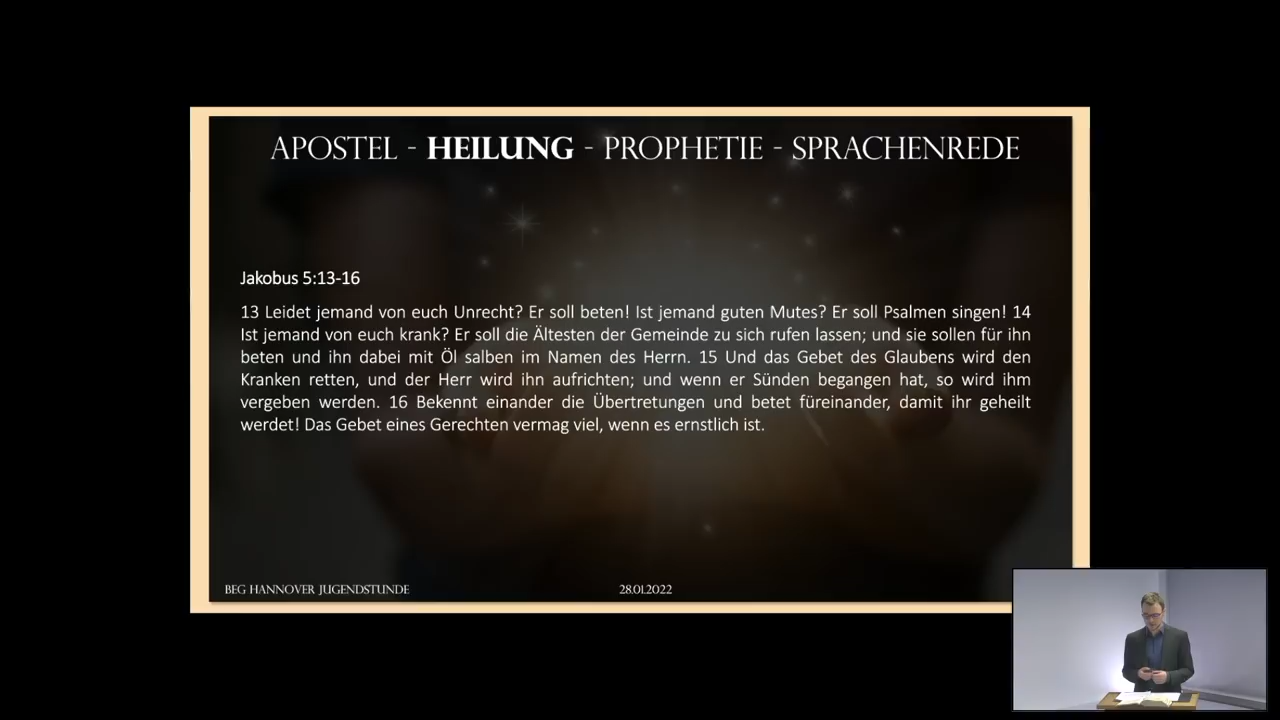 APOSTEL - HEILUNG - PROPHETIE - SPRACHENREDE
Jakobus 5:13-16
13 Leidet jemand von euch Unrecht? Er soll beten! Ist jemand guten Mutes? Er soll Psalmen singen! 14
Ist jemand von euch krank? Er soll die Ältesten der Gemeinde zu sich rufen lassen; und sie sollen für ihn
beten und ihn dabei mit Öl salben im Namen des Herrn. 15 Und das Gebet des Glaubens wird den
Kranken retten, und der Herr wird ihn aufrichten; und wenn er Sünden begangen hat, so wird ihm
vergeben werden. 16 Bekennt einander die Übertretungen und betet füreinander, damit ihr geheilt
werdet! Das Gebet eines Gerechten vermag viel, wenn es ernstlich ist.
BEG HANNOVER JUGENDSTUNDE
28.01.2022